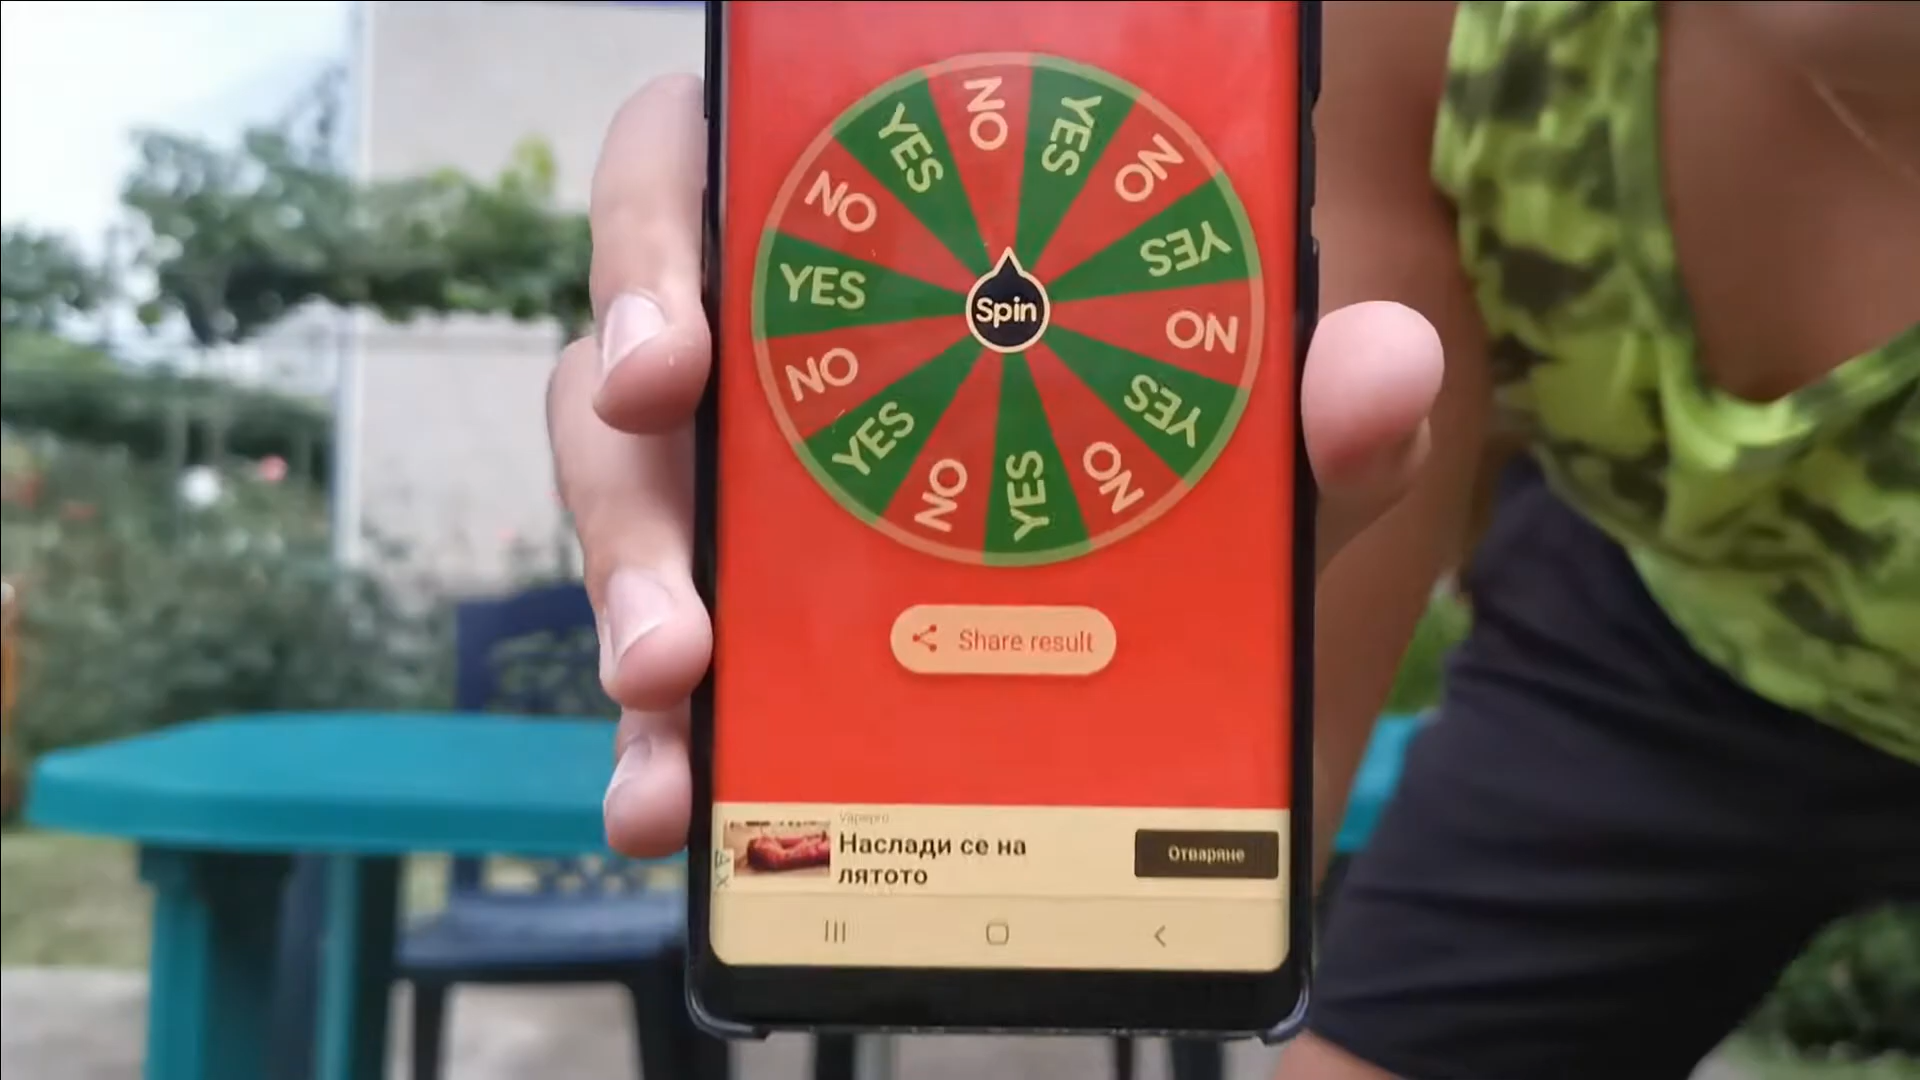 NO
YES
YES
NO
NO
YES
YES
NO
Spin
NO
YES
YES
NO
NO
YES
Share result
Vapepro
Наслади се на
лятото
Отваряне